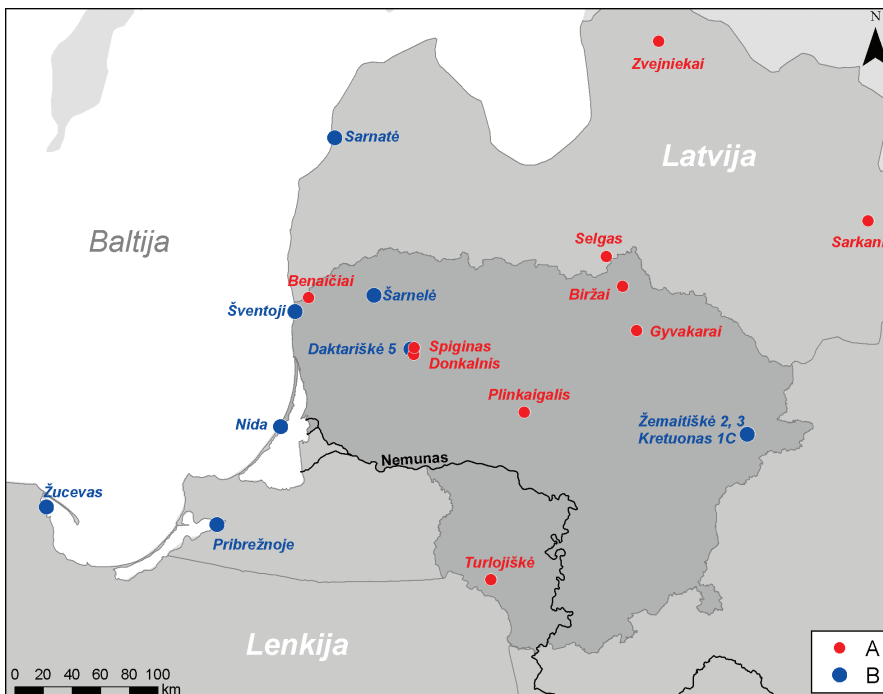 N
Zvejniekai
Sarnatė
Latvija
Baltija
Selgas
Sarkaņi
Benaičiai
Šarnelė
Biržai
Šventoji
Gyvakarai
Daktariškė 5
Spiginas
Donkalnis
Plinkaigalis
Nida
Žemaitiškė 2, 3
Kretuonas 1C
Nemunas
Žucevas
Pribrežnoje
Turlojiškė
Lenkija
A
B
0 20 40 60 80 100
km